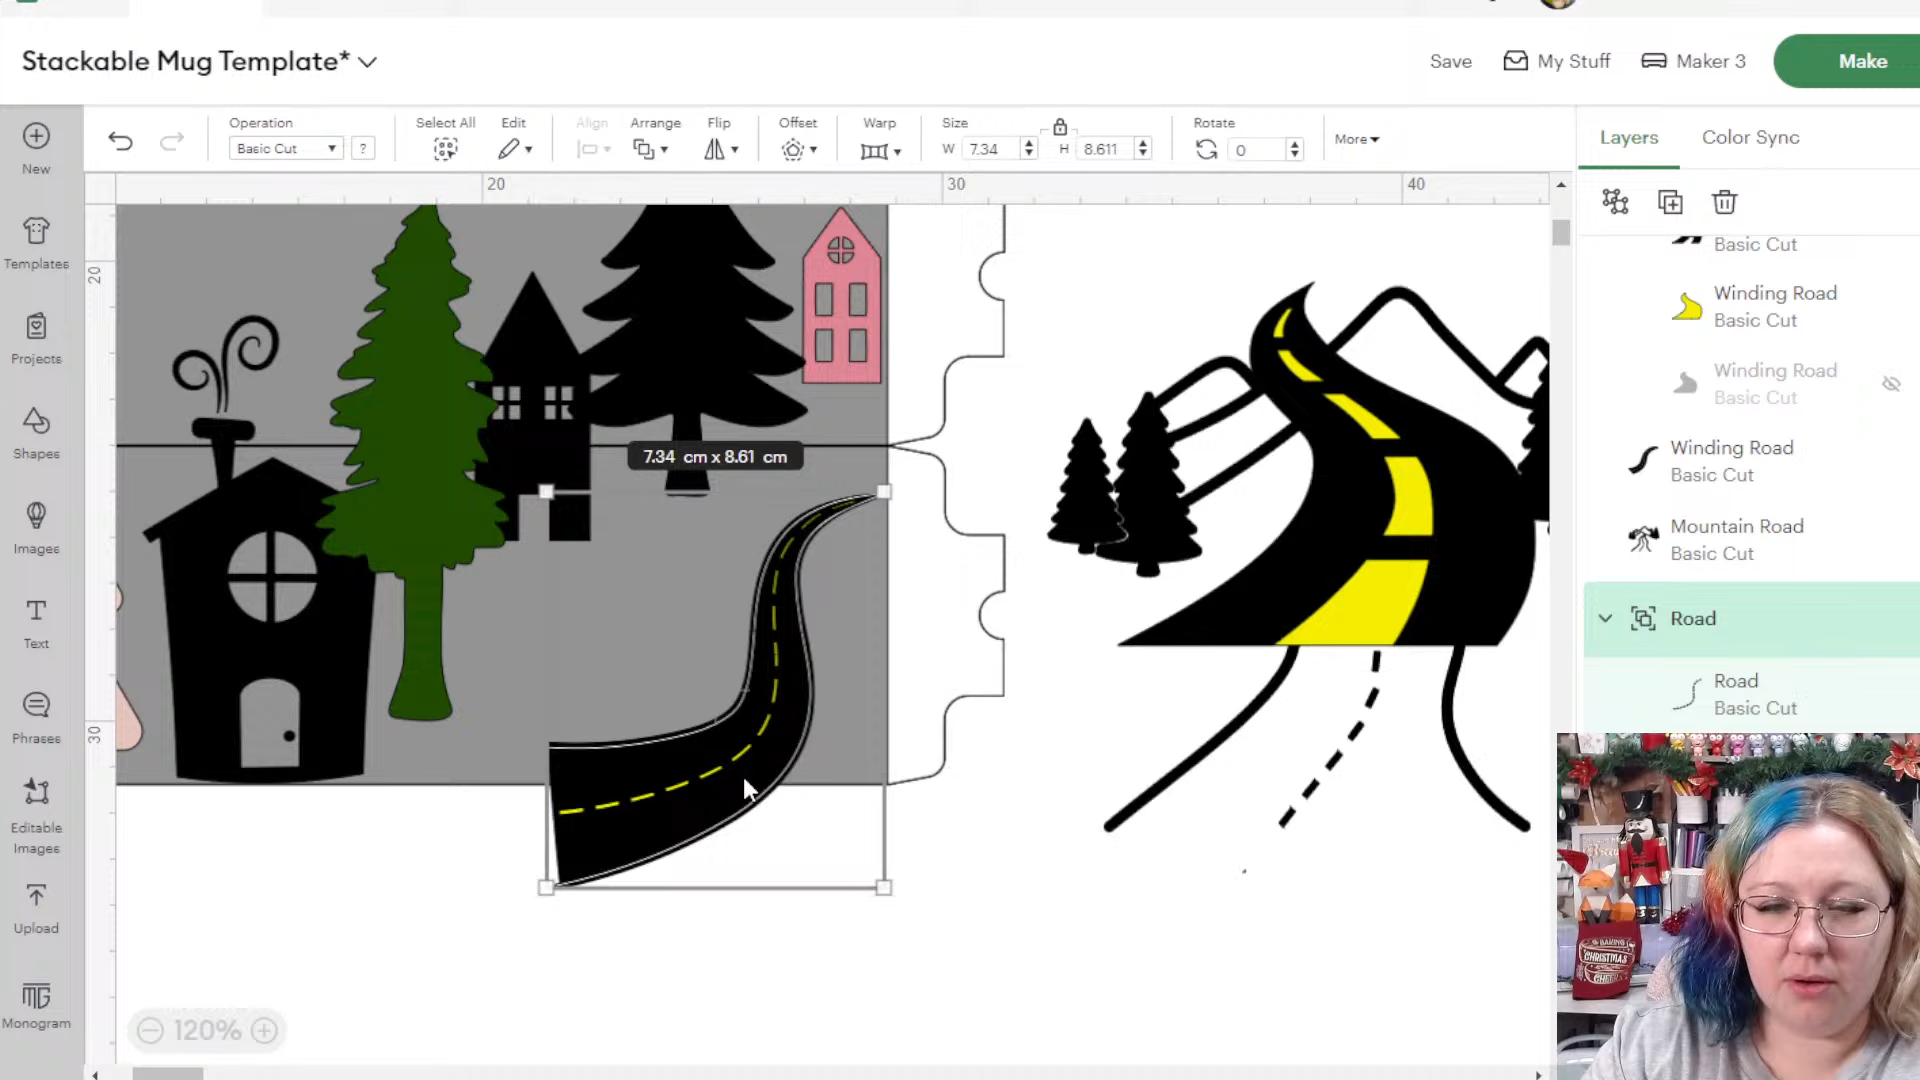 Stackable Mug Template*
Save
My Stuff
Maker 3
Make
New
Templates
Projects
Shapes
Images
Text
Phrases
Editable
Images
Upload
Monogram
Operation
Basic Cut
?
Select All
Edit
Align
Arrange
Flip
Offset
Warp
Size
W 7.34
H 8.611
Rotate
0
More
20
30
40
20
30
7.34 cm x 8.61 cm
120%
Layers
Color Sync
Basic Cut
Winding Road
Basic Cut
Winding Road
Basic Cut
Winding Road
Basic Cut
Mountain Road
Basic Cut
Road
Road
Basic Cut
BAKING
CHRISTMAS
CHEER